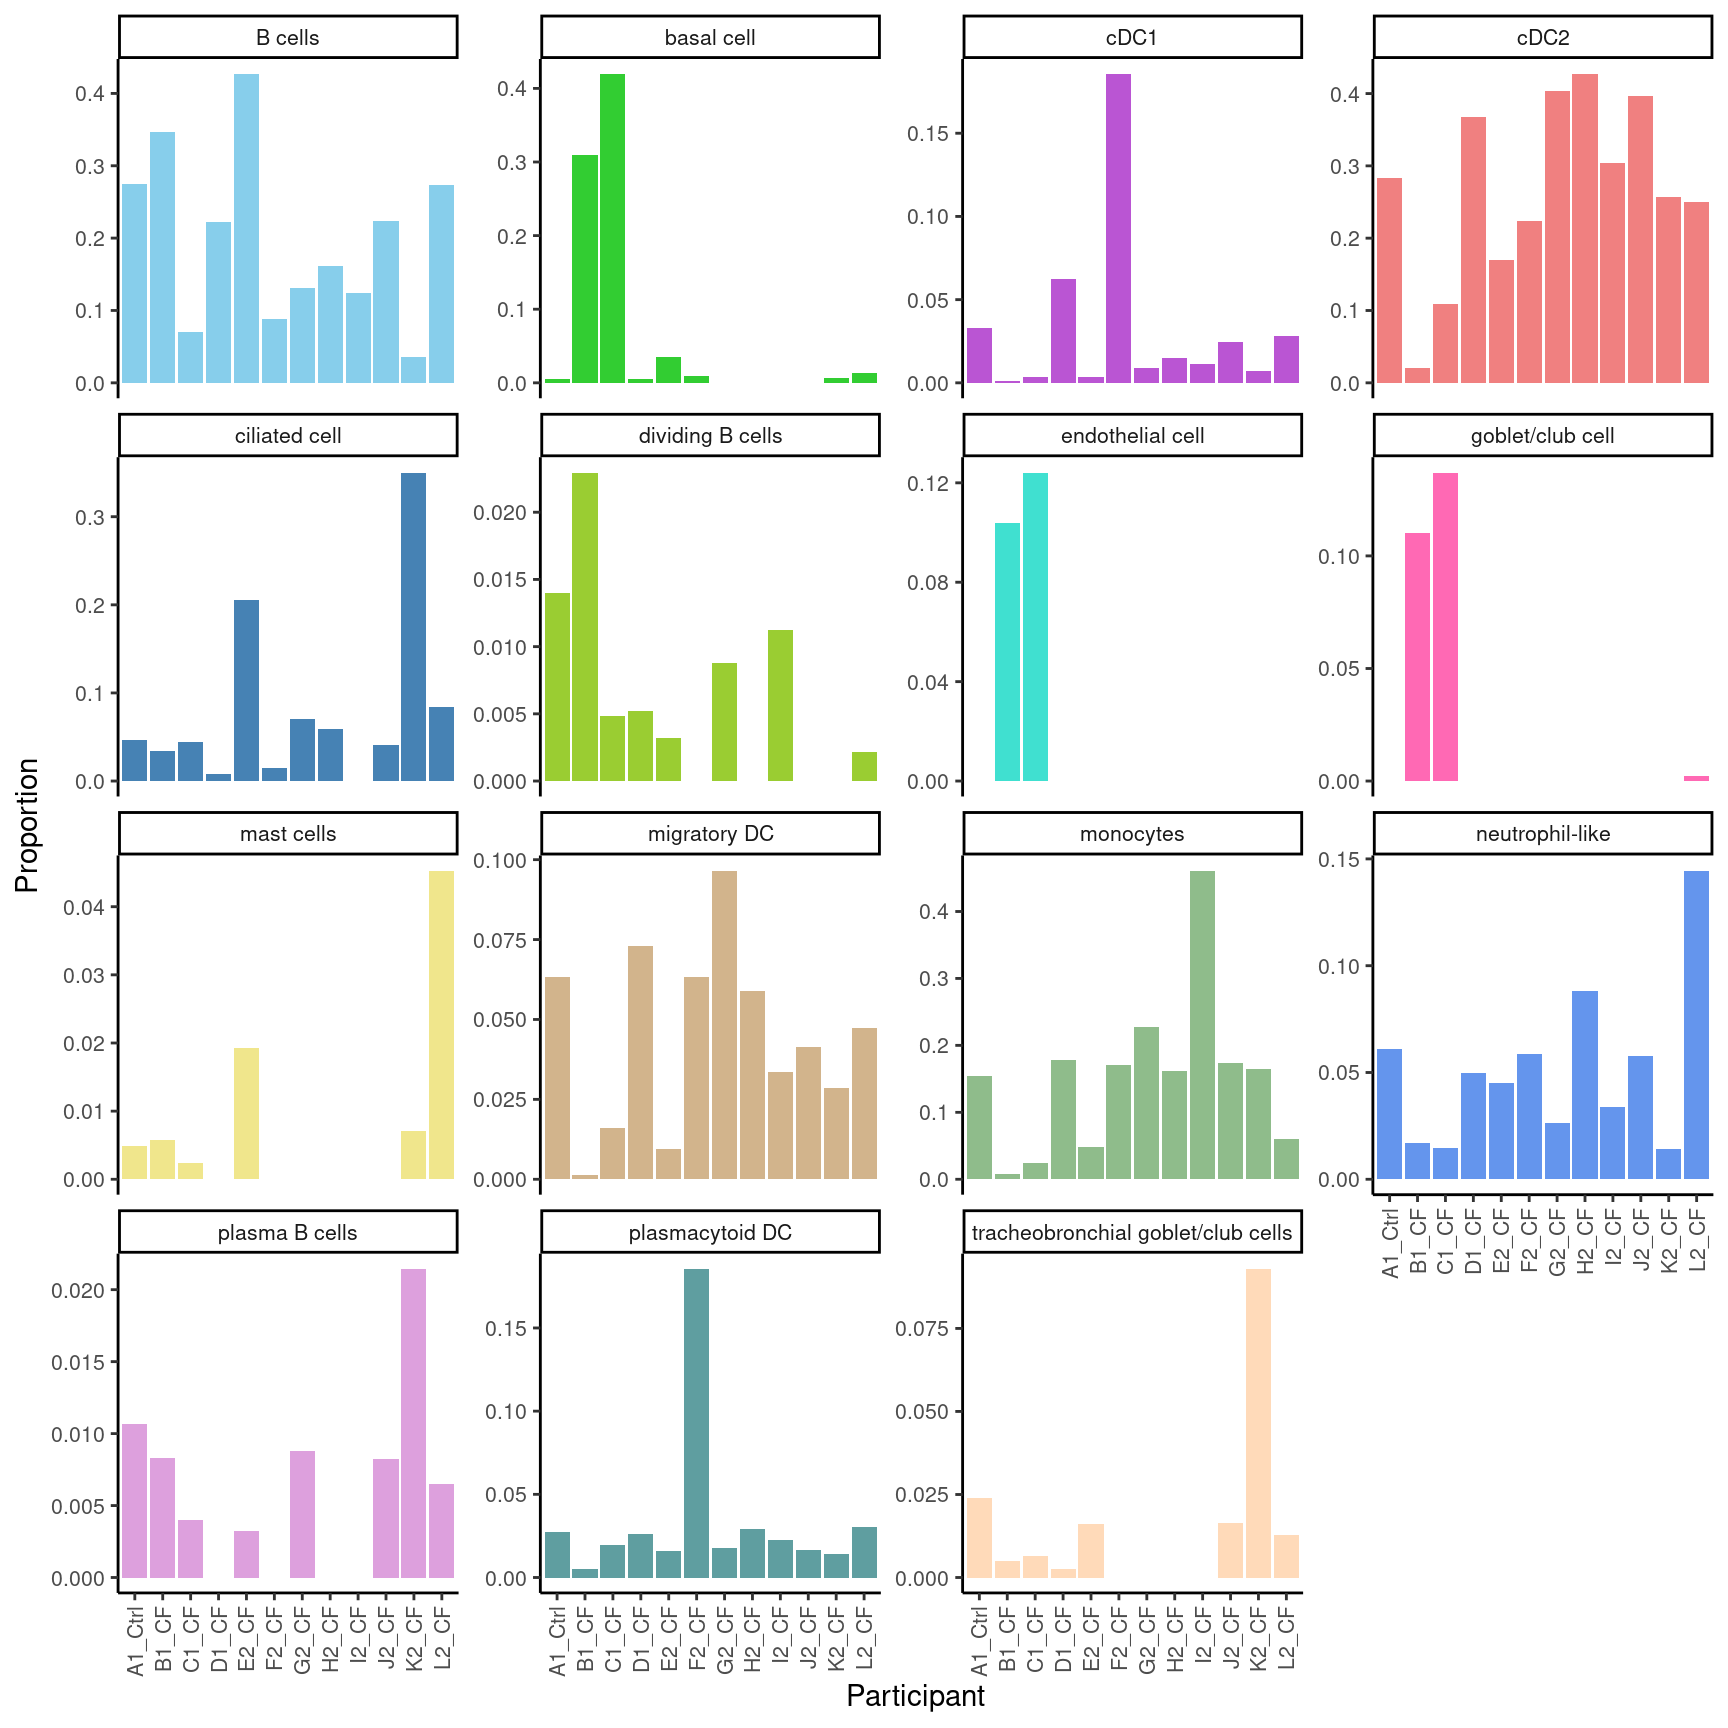 B cells
basal cell
cDC1
cDC2
0.4
0.3
0.2
0.1
0.0
0.4
0.3
0.2
0.1
0.0
0.15
0.10
0.05
0.00
0.4
0.3
0.2
0.1
0.0
ciliated cell
dividing B cells
endothelial cell
goblet/club cell
0.3
0.2
0.1
0.0
0.020
0.015
0.010
0.005
0.000
0.12
0.08
0.04
0.00
0.10
0.05
0.00
Proportion
mast cells
migratory DC
monocytes
neutrophil-like
0.04
0.03
0.02
0.01
0.00
0.100
0.075
0.050
0.025
0.000
0.4
0.3
0.2
0.1
0.0
0.15
0.10
0.05
0.00
A1_Ctrl
B1_CF
C1_CF
D1_CF
E2_CF
F2_CF
G2_CF
H2_CF
I2_CF
J2_CF
K2_CF
L2_CF
plasma B cells
plasmacytoid DC
tracheobronchial goblet/club cells
0.020
0.015
0.010
0.005
0.000
0.15
0.10
0.05
0.00
0.075
0.050
0.025
0.000
A1_Ctrl
B1_CF
C1_CF
D1_CF
E2_CF
F2_CF
G2_CF
H2_CF
I2_CF
J2_CF
K2_CF
L2_CF
A1_Ctrl
B1_CF
C1_CF
D1_CF
E2_CF
F2_CF
G2_CF
H2_CF
I2_CF
J2_CF
K2_CF
L2_CF
A1_Ctrl
B1_CF
C1_CF
D1_CF
E2_CF
F2_CF
G2_CF
H2_CF
I2_CF
J2_CF
K2_CF
L2_CF
Participant